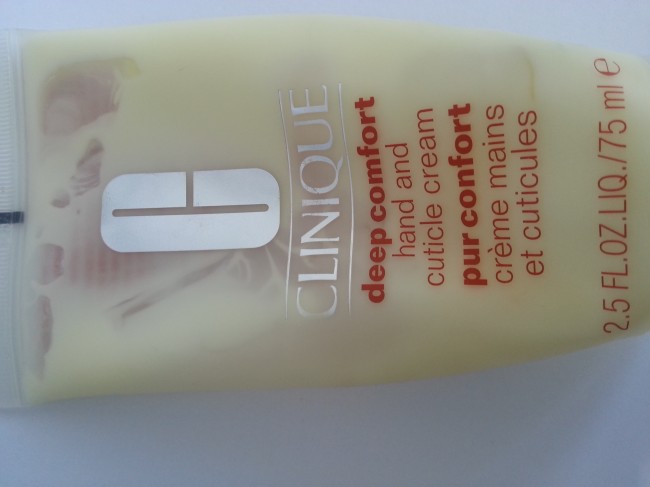 CLINIQUE
deep comfort
hand and
cuticle cream
pur confort
crème mains
et cuticules
2.5 FL.OZ.LIQ./75 ml e